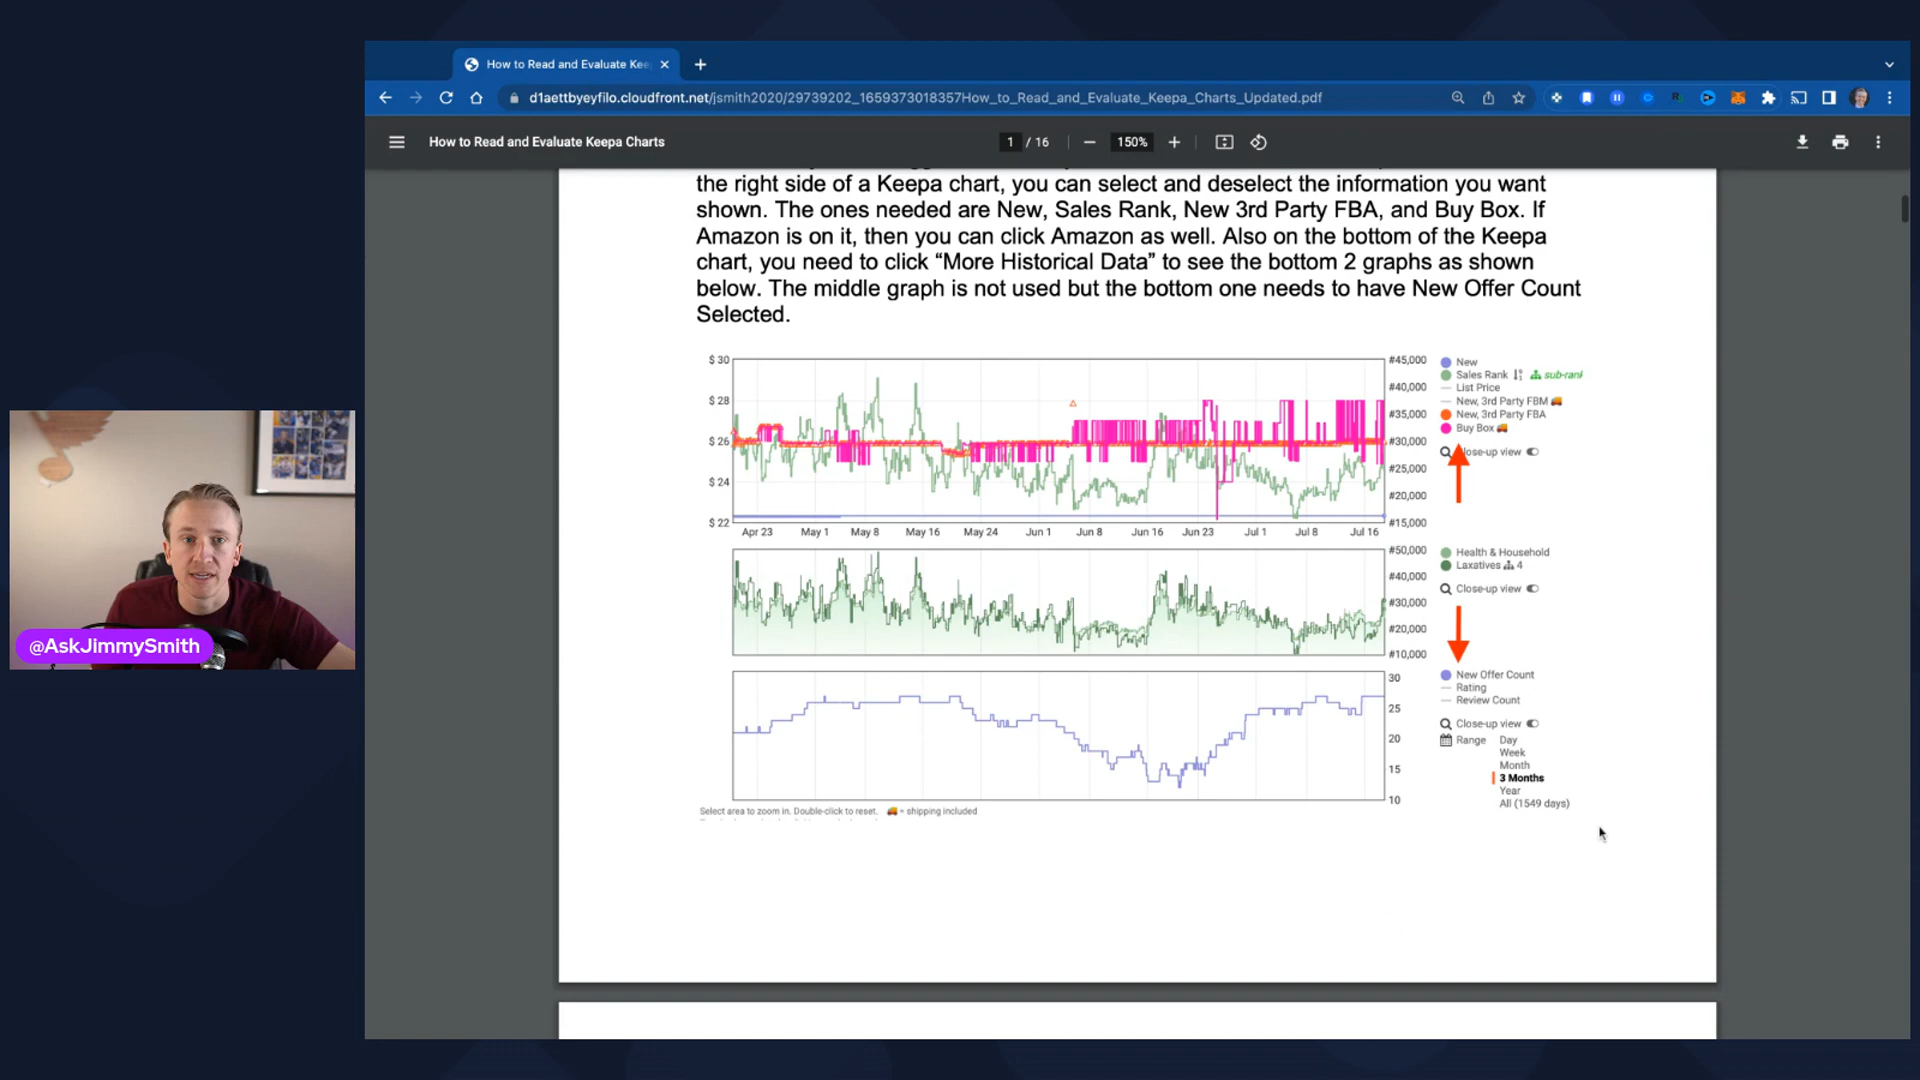 How to Read and Evaluate Kee
d1aettbyeyfilo.cloudfront.net/jsmith2020/29739202_1659373018357How_to_Read_and_Evaluate_Keepa_Charts_Updated.pdf
How to Read and Evaluate Keepa Charts
1 / 16
150%
the right side of a Keepa chart, you can select and deselect the information you want
shown. The ones needed are New, Sales Rank, New 3rd Party FBA, and Buy Box. If
Amazon is on it, then you can click Amazon as well. Also on the bottom of the Keepa
chart, you need to click “More Historical Data” to see the bottom 2 graphs as shown
below. The middle graph is not used but the bottom one needs to have New Offer Count
Selected.
$ 30
$ 28
$ 26
$ 24
$ 22
#45,000
#40,000
#35,000
#30,000
#25,000
#20,000
#15,000
Apr 23 May 1 May 8 May 16 May 24 Jun 1 Jun 8 Jun 16 Jun 23 Jul 1 Jul 8 Jul 16
New
Sales Rank sub-rank
List Price
New, 3rd Party FBM
New, 3rd Party FBA
Buy Box
lose-up view
#50,000
#40,000
#30,000
#20,000
#10,000
Health & Household
Laxatives 4
Close-up view
30
25
20
15
10
New Offer Count
Rating
Review Count
Close-up view
Range Day
Week
Month
3 Months
Year
All (1549 days)
Select area to zoom in. Double-click to reset. = shipping included
@AskJimmySmith